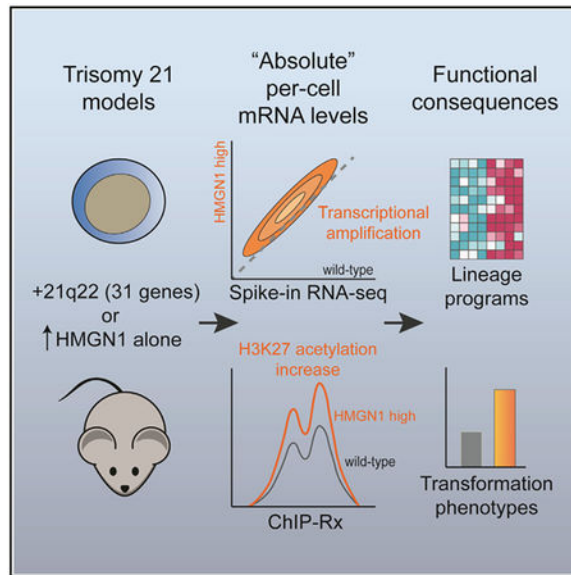 Trisomy 21
models
+21q22 (31 genes)
or
↑HMGN1 alone
“Absolute”
per-cell
mRNA levels
HMGN1 high
Transcriptional
amplification
wild-type
Spike-in RNA-seq
H3K27 acetylation
increase
HMGN1 high
wild-type
ChIP-Rx
Functional
consequences
Lineage
programs
Transformation
phenotypes